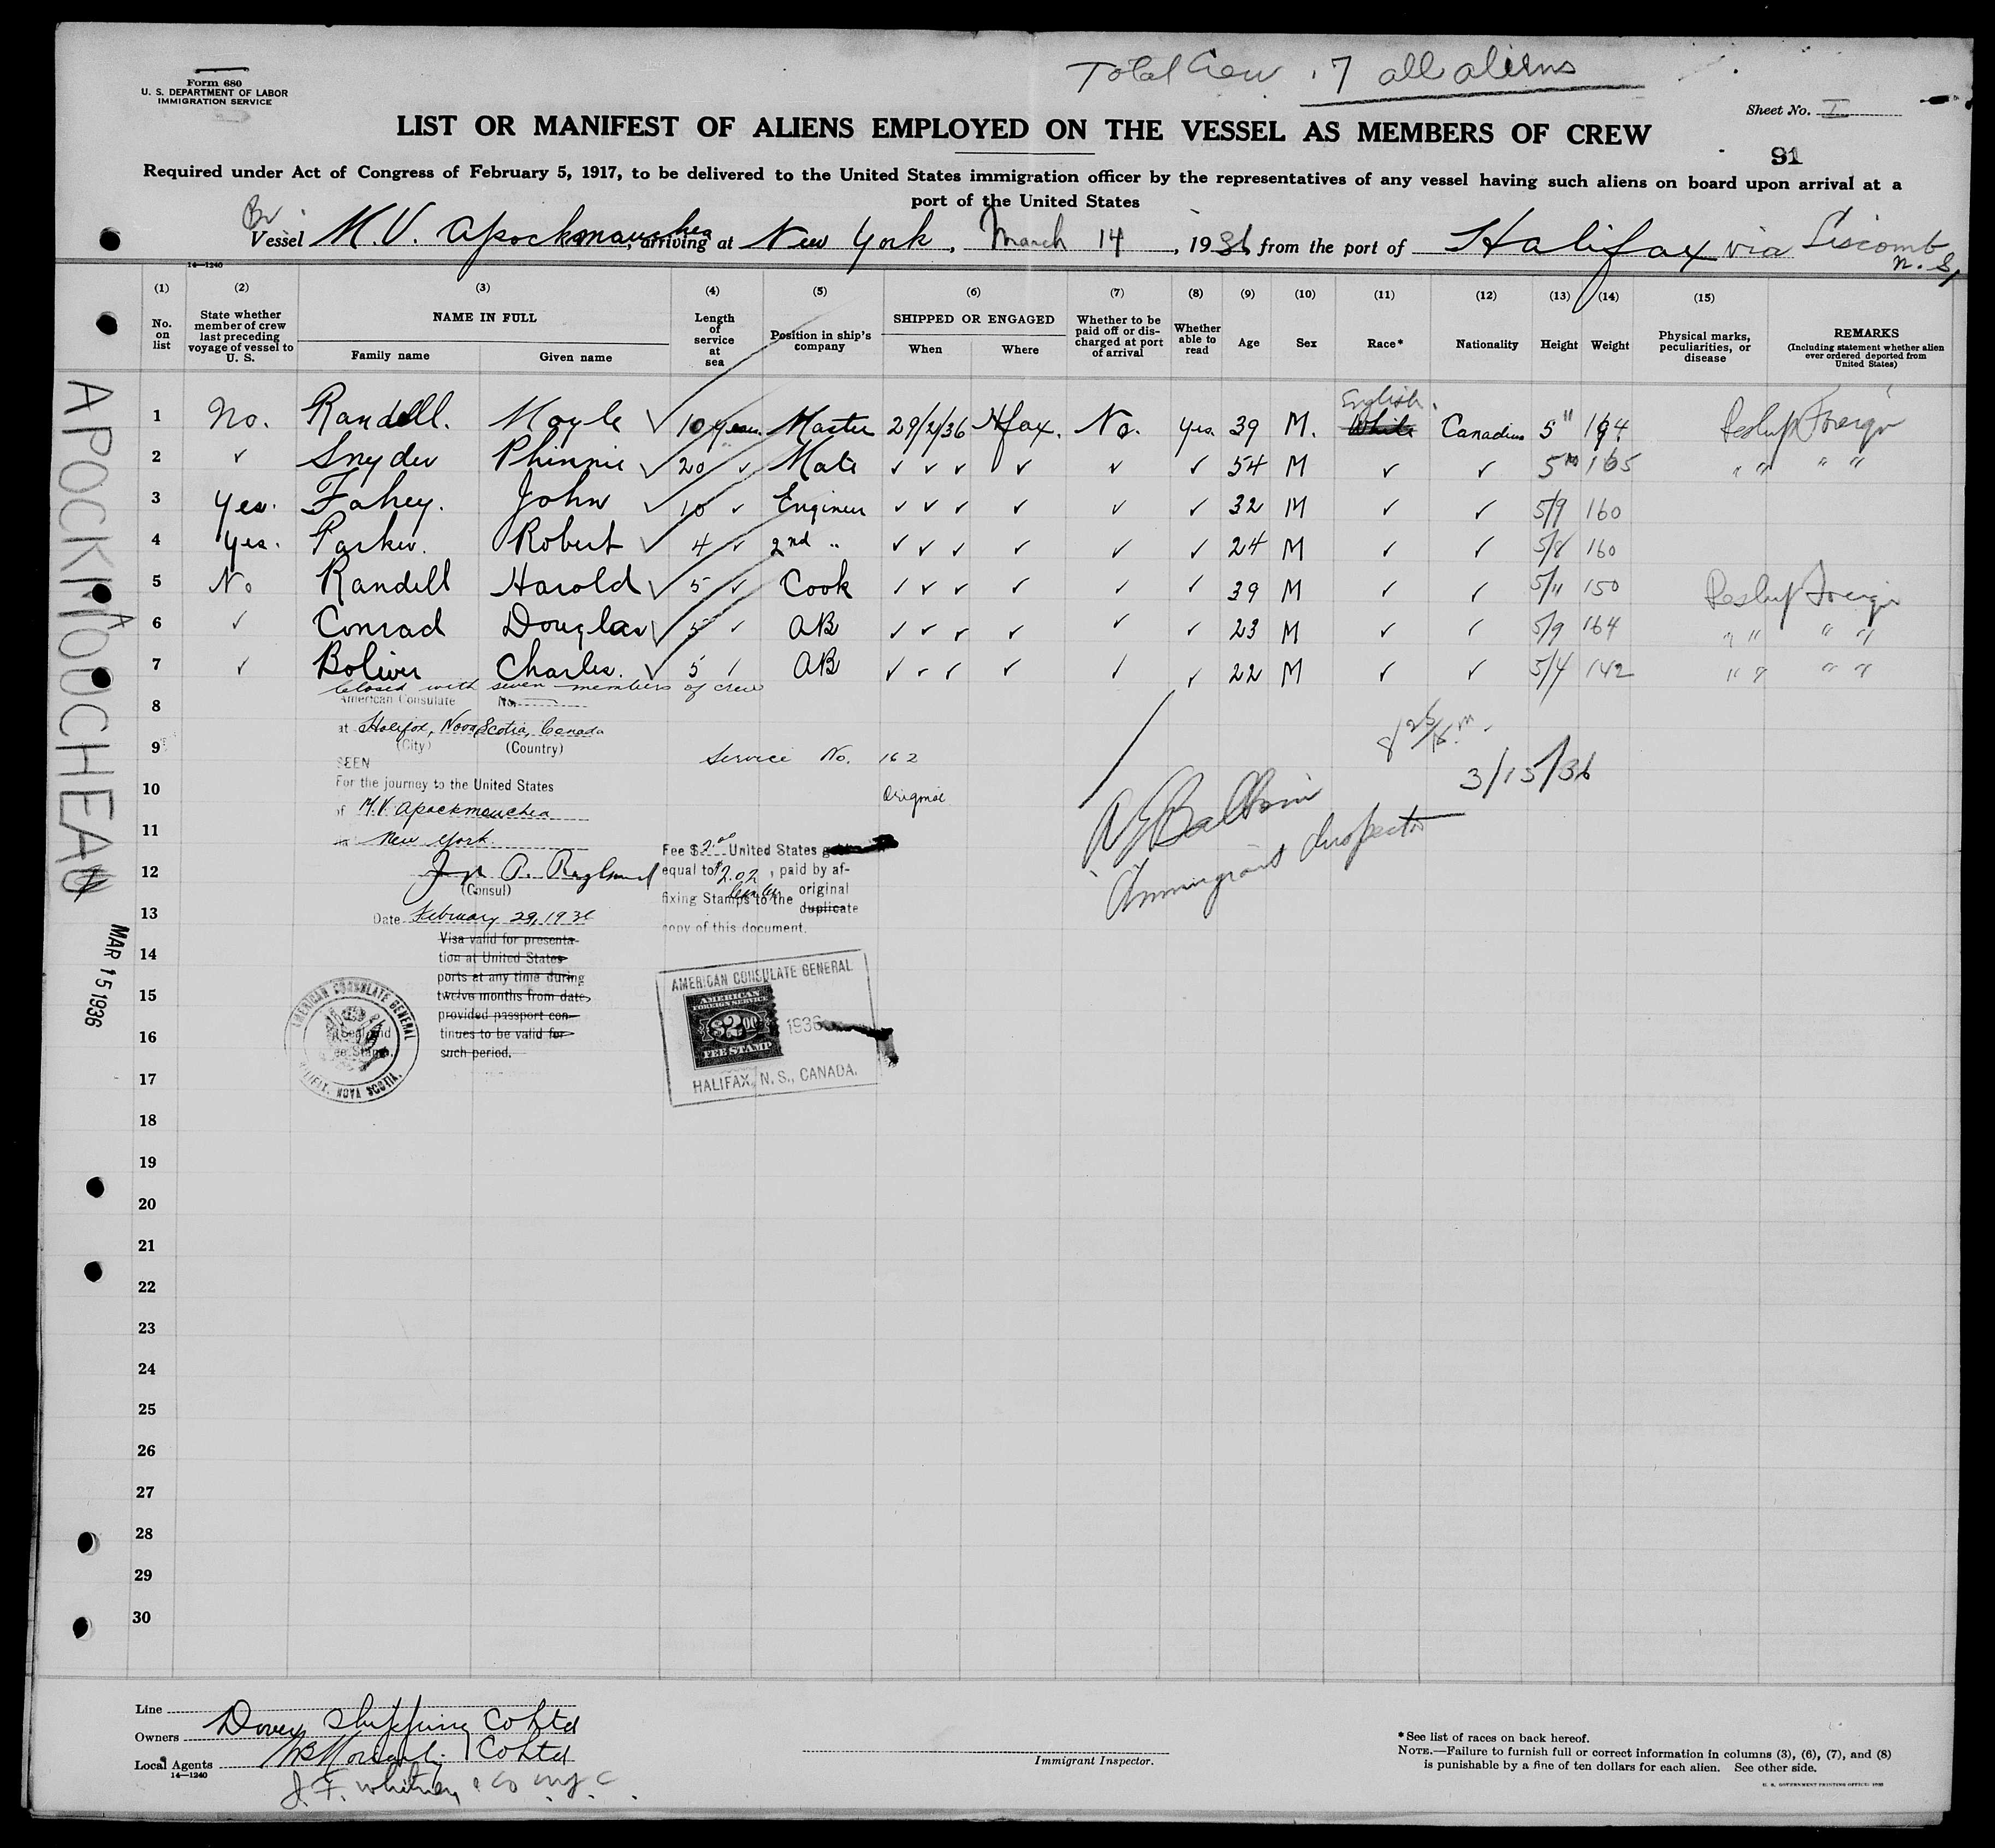 Total Crew 7 all aliens
Form 680
U. S. DEPARTMENT OF LABOR
IMMIGRATION SERVICE
Sheet No. I
LIST OR MANIFEST OF ALIENS EMPLOYED ON THE VESSEL AS MEMBERS OF CREW
91
Required under Act of Congress of February 5, 1917, to be delivered to the United States immigration officer by the representatives of any vessel having such aliens on board upon arrival at a
port of the United States
Br.
Vessel M.V. Apockmouchea, arriving at New York, March 14, 1936, from the port of Halifax via Liscomb
N. S,
14—1240
(1) (2) (3) (4) (5) (6) (7) (8) (9) (10) (11) (12) (13) (14) (15)
No. on list
State whether member of crew last preceding voyage of vessel to U. S.
NAME IN FULL
Family name Given name
Length of service at sea
Position in ship's company
SHIPPED OR ENGAGED
When Where
Whether to be paid off or discharged at port of arrival
Whether able to read
Age
Sex
Race*
Nationality
Height
Weight
Physical marks, peculiarities, or disease
REMARKS
(Including statement whether alien ever ordered deported from United States)
English
1 No. Randell. Moyle ✓ 10 years. Master 29/2/36 Hfax. No. yes. 39 M. White Canadian 5" 164 Reship Foreign
2 ✓ Snyder Phinnie ✓ 20 ✓ Mate ✓ ✓ ✓ ✓ ✓ ✓ 54 M ✓ ✓ 5 10 165 " " " "
3 Yes. Fahey. John ✓ 10 ✓ Engineer ✓ ✓ ✓ ✓ ✓ ✓ 32 M ✓ ✓ 5/9 160
4 Yes. Parker. Robert ✓ 4 ✓ 2nd " ✓ ✓ ✓ ✓ ✓ ✓ 24 M ✓ ✓ 5/8 160
5 No Randell Harold ✓ 5 ✓ Cook ✓ ✓ ✓ ✓ ✓ ✓ 39 M ✓ ✓ 5/11 150 Reship Foreign
6 ✓ Conrad Douglas ✓ 5 ✓ AB ✓ ✓ ✓ ✓ ✓ ✓ 23 M ✓ ✓ 5/9 164 " " " "
7 ✓ Boliver Charles. ✓ 5 ✓ AB ✓ ✓ ✓ ✓ ✓ ✓ 22 M ✓ ✓ 5/4 142 " " " "
Closed with seven members of crew
8
American Consulate No.
at Halifax, Nova Scotia, Canada
(City) (Country)
9
SEEN
Service No. 162
3/15/36
For the journey to the United States
10
Original
of M.V. Apockmouchea
11
New York.
Immigrant Inspector
Fee $2.00 United States
12
(Consul)
equal to $2.02, paid by af-
fixing Stamps to the original
duplicate
copy of this document.
13
Date February 29, 1936
Visa valid for presenta-
tion at United States
ports at any time during
twelve months from date,
provided passport con-
tinues to be valid for
such period.
14
15
16
17
AMERICAN CONSULATE GENERAL
HALIFAX, NOVA SCOTIA.
AMERICAN CONSULATE GENERAL
AMERICAN
FOREIGN SERVICE
$2.00
FEE STAMP
1936
HALIFAX, N. S., CANADA.
18
19
20
21
22
23
24
25
26
27
28
29
30
APOCKMOUCHEA
MAR 15 1936
Line
Owners Dovey Shipping Co Ltd
Local Agents Co Ltd
14—1240
J. F. Whitney & Co N.Y.C.
Immigrant Inspector.
*See list of races on back hereof.
NOTE.—Failure to furnish full or correct information in columns (3), (6), (7), and (8)
is punishable by a fine of ten dollars for each alien. See other side.
U. S. GOVERNMENT PRINTING OFFICE